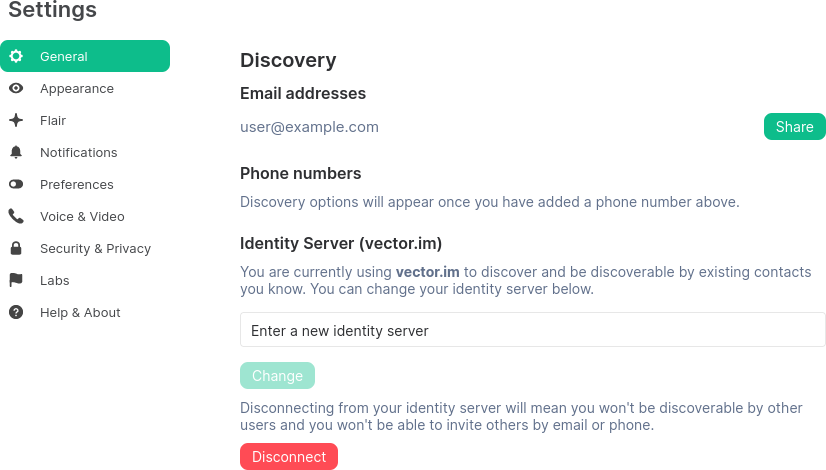 Settings
General
Appearance
Flair
Notifications
Preferences
Voice & Video
Security & Privacy
Labs
Help & About
Discovery
Email addresses
user@example.com
Share
Phone numbers
Discovery options will appear once you have added a phone number above.
Identity Server (vector.im)
You are currently using vector.im to discover and be discoverable by existing contacts
you know. You can change your identity server below.
Enter a new identity server
Change
Disconnecting from your identity server will mean you won't be discoverable by other
users and you won't be able to invite others by email or phone.
Disconnect